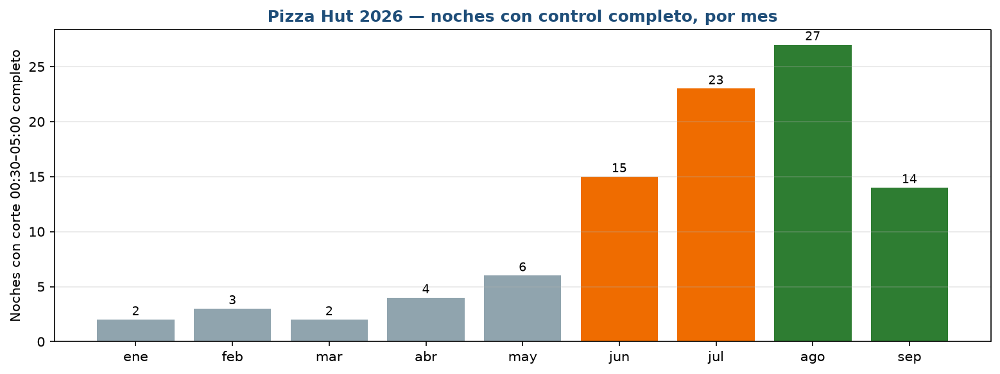 Pizza Hut 2026 — noches con control completo, por mes
Noches con corte 00:30–05:00 completo
25
20
15
10
5
0
2
3
2
4
6
15
23
27
14
ene
feb
mar
abr
may
jun
jul
ago
sep